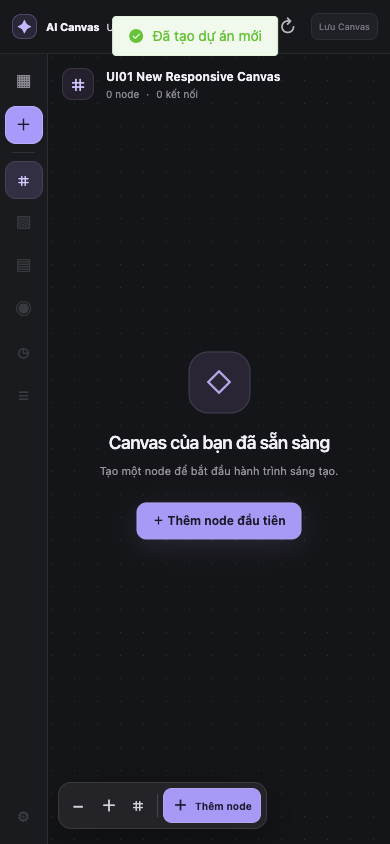 AI Canvas U
Đã tạo dự án mới
Lưu Canvas
UI01 New Responsive Canvas
0 node · 0 kết nối
Canvas của bạn đã sẵn sàng
Tạo một node để bắt đầu hành trình sáng tạo.
+ Thêm node đầu tiên
Thêm node